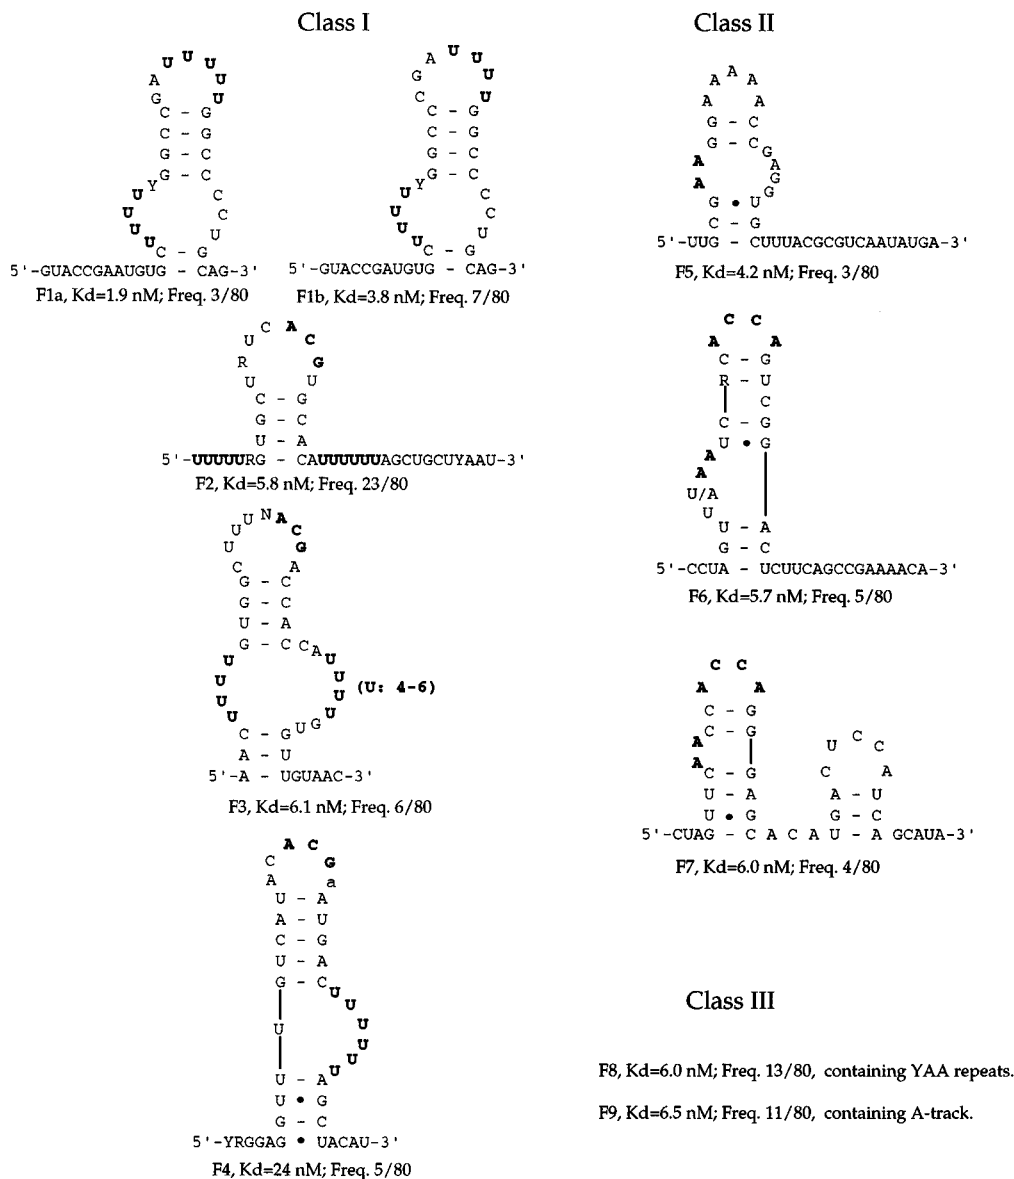 Class I
Class II
Class III
A U U U U U
G
C - G
C - G
C - G
G - C
G - C
Y
U U U U
C C U
C - G
5'-GUACCGAAUGUG - CAG-3'
F1a, Kd=1.9 nM; Freq. 3/80
G A U U U U
C
C - G
C - G
G - C
G - C
Y
U U U U
C C U
C - G
5'-GUACCGAUGUG - CAG-3'
F1b, Kd=3.8 nM; Freq. 7/80
U R U C A C G U
C - G
G - C
U - A
5'-UUUUURG - CAUUUUUUAGCUGCUYAAU-3'
F2, Kd=5.8 nM; Freq. 23/80
C U U U N A C G A
G - C
G - C
U - A
G - C C A
U U U U
U U U U (U: 4-6)
G U G
C - G
A - U
5'-A - UGUAAC-3'
F3, Kd=6.1 nM; Freq. 6/80
A C A C G a
U - A
A - U
C - G
U - A
G - C
U
U U U U U
U - A
U • G
G - C
5'-YRGGAG • UACAU-3'
F4, Kd=24 nM; Freq. 5/80
A A A A A
G - C
G - C
A A
G A G G
G • U
C - G
5'-UUG - CUUUACGCGUCAAUAUGA-3'
F5, Kd=4.2 nM; Freq. 3/80
A C C A
C - G
R - U
C
C - G
U • G
A
A
U/A
U
U - A
G - C
5'-CCUA - UCUUCAGCCGAAAACA-3'
F6, Kd=5.7 nM; Freq. 5/80
A C C A
C - G
C - G
A
A
C - G
U - A
U • G
C U C C A
A - U
G - C
5'-CUAG - C A C A U - A GCAUA-3'
F7, Kd=6.0 nM; Freq. 4/80
F8, Kd=6.0 nM; Freq. 13/80, containing YAA repeats.
F9, Kd=6.5 nM; Freq. 11/80, containing A-track.